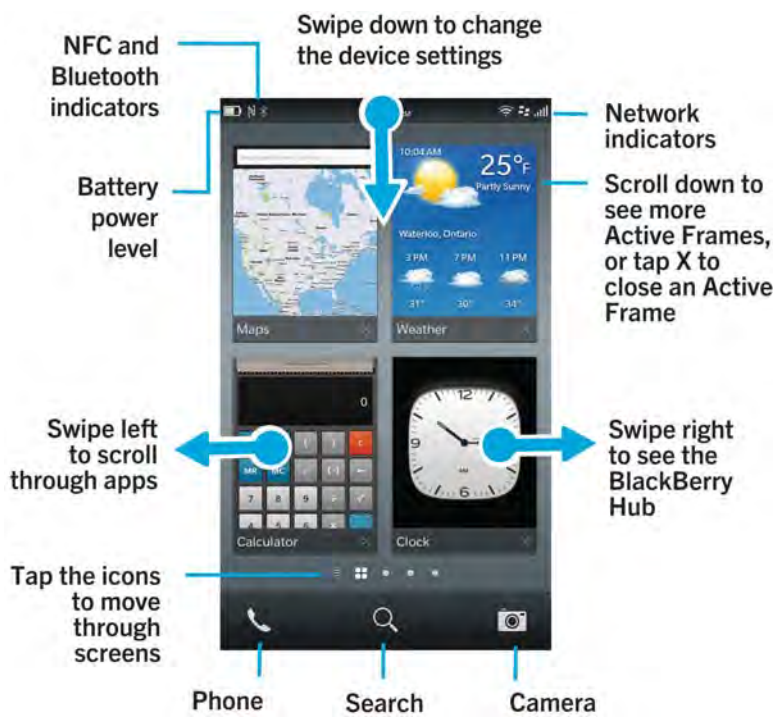 Swipe down to change
the device settings
NFC and
Bluetooth
indicators
Network
indicators
Battery
power
level
Scroll down to
see more
Active Frames,
or tap X to
close an Active
Frame
10:04 AM
25°F
Partly Sunny
Waterloo, Ontario
3 PM 7 PM 11 PM
31° 30° 34°
Maps
Weather
Swipe left
to scroll
through apps
0
( ) C
MR MC
7 8 9
12
9
6
AM
Swipe right
to see the
BlackBerry
Hub
Calculator
Clock
Tap the icons
to move
through
screens
Phone
Search
Camera